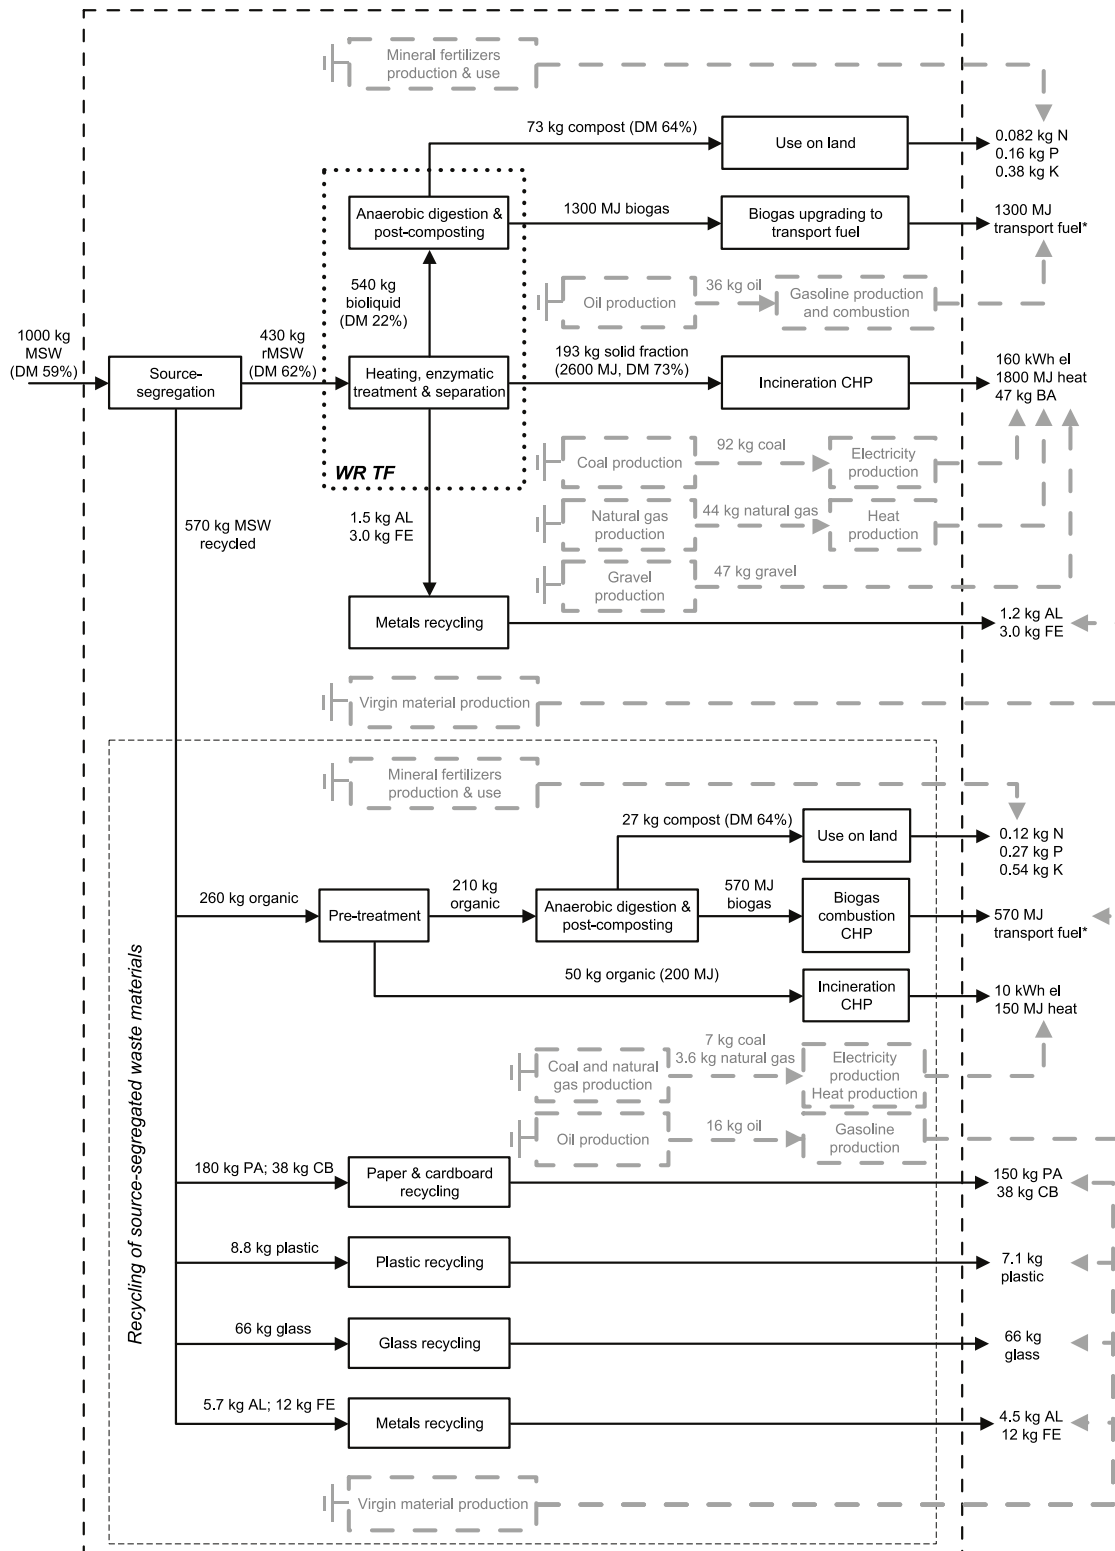 Mineral fertilizers
production & use
73 kg compost (DM 64%)
Use on land
0.082 kg N
0.16 kg P
0.38 kg K
Anaerobic digestion &
post-composting
1300 MJ biogas
Biogas upgrading to
transport fuel
1300 MJ
transport fuel*
540 kg
bioliquid
(DM 22%)
Oil production
36 kg oil
Gasoline production
and combustion
1000 kg
MSW
(DM 59%)
Source-
segregation
430 kg
rMSW
(DM 62%)
Heating, enzymatic
treatment & separation
193 kg solid fraction
(2600 MJ, DM 73%)
Incineration CHP
160 kWh el
1800 MJ heat
47 kg BA
WR TF
Coal production
92 kg coal
Electricity
production
570 kg MSW
recycled
1.5 kg AL
3.0 kg FE
Natural gas
production
44 kg natural gas
Heat
production
Gravel
production
47 kg gravel
Metals recycling
1.2 kg AL
3.0 kg FE
Virgin material production
Mineral fertilizers
production & use
27 kg compost (DM 64%)
Use on land
0.12 kg N
0.27 kg P
0.54 kg K
260 kg organic
Pre-treatment
210 kg
organic
Anaerobic digestion &
post-composting
570 MJ
biogas
Biogas
combustion
CHP
570 MJ
transport fuel*
50 kg organic (200 MJ)
Incineration
CHP
10 kWh el
150 MJ heat
Recycling of source-segregated waste materials
Coal and natural
gas production
7 kg coal
3.6 kg natural gas
Electricity
production
Heat production
Oil production
16 kg oil
Gasoline
production
180 kg PA; 38 kg CB
Paper & cardboard
recycling
150 kg PA
38 kg CB
8.8 kg plastic
Plastic recycling
7.1 kg
plastic
66 kg glass
Glass recycling
66 kg
glass
5.7 kg AL; 12 kg FE
Metals recycling
4.5 kg AL
12 kg FE
Virgin material production